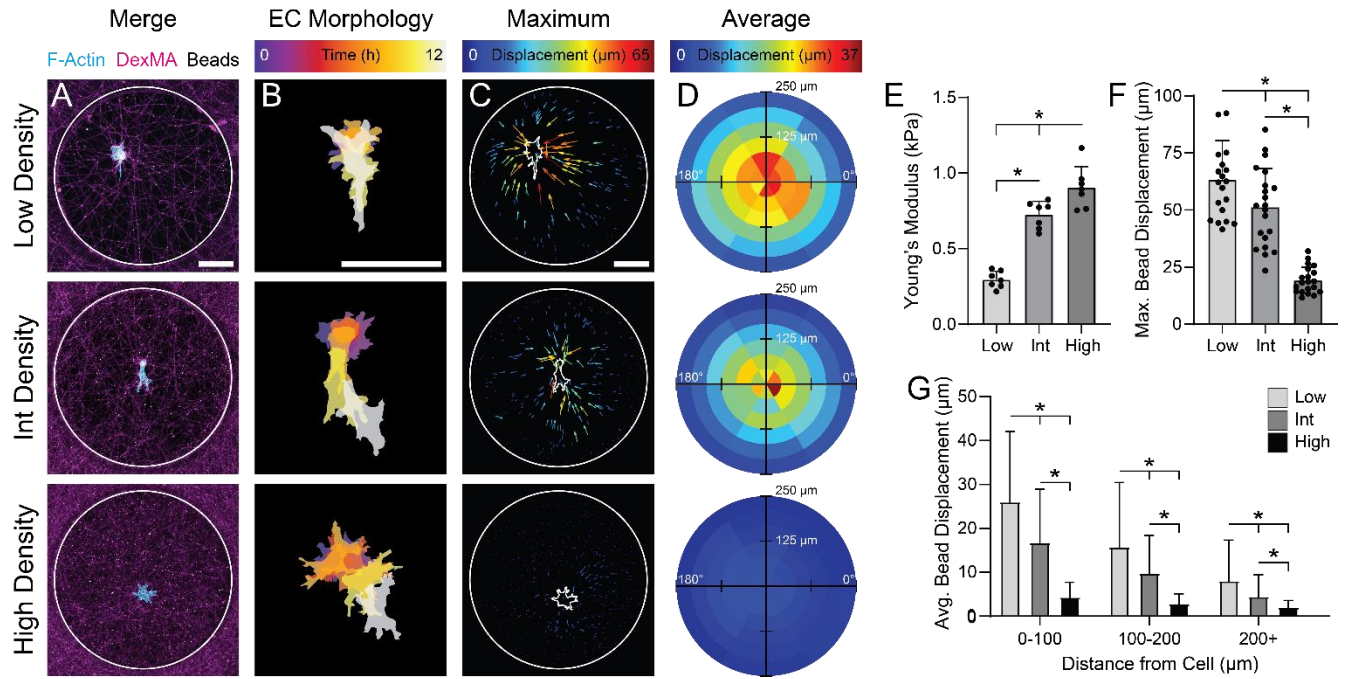 Merge
EC Morphology
Maximum
Average
F-Actin DexMA Beads
0 Time (h) 12
0 Displacement (µm) 65
0 Displacement (µm) 37
Low Density
A
B
C
D
250 µm
125 µm
180°
0°
Int Density
250 µm
125 µm
180°
0°
High Density
250 µm
125 µm
180°
0°
E
Young's Modulus (kPa)
1.5
1.0
0.5
0.0
*
*
Low Int High
F
Max. Bead Displacement (µm)
100
75
50
25
0
*
*
Low Int High
G
Avg. Bead Displacement (µm)
50
40
30
20
10
0
*
*
*
*
*
*
Low
Int
High
0-100 100-200 200+
Distance from Cell (µm)